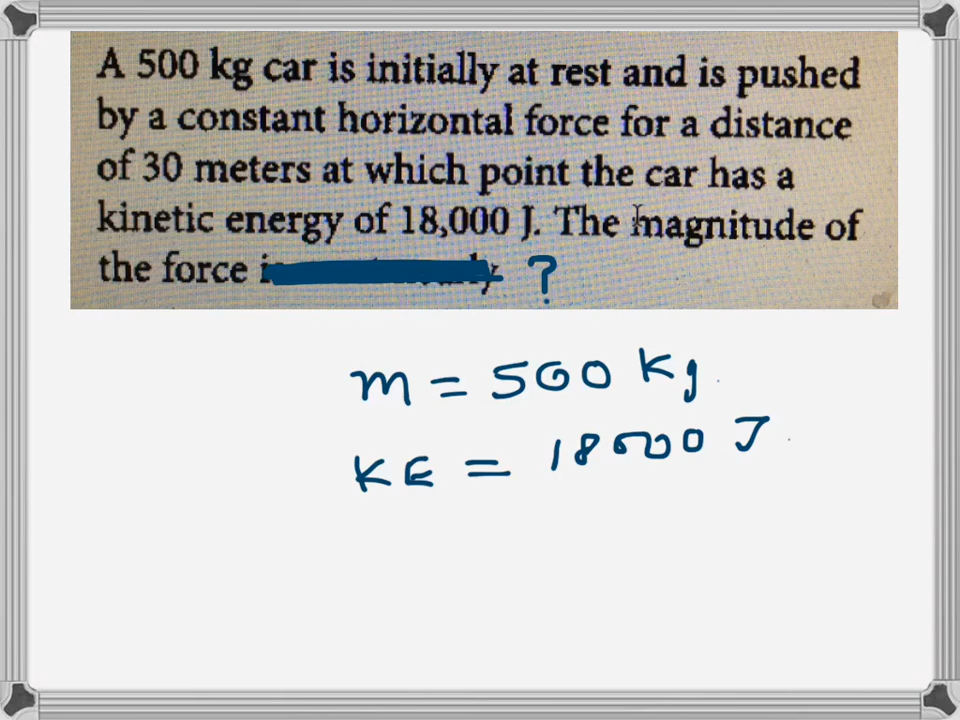 A 500 kg car is initially at rest and is pushed
by a constant horizontal force for a distance
of 30 meters at which point the car has a
kinetic energy of 18,000 J. The magnitude of
the force ?
m = 500 kg
KE = 18000 J